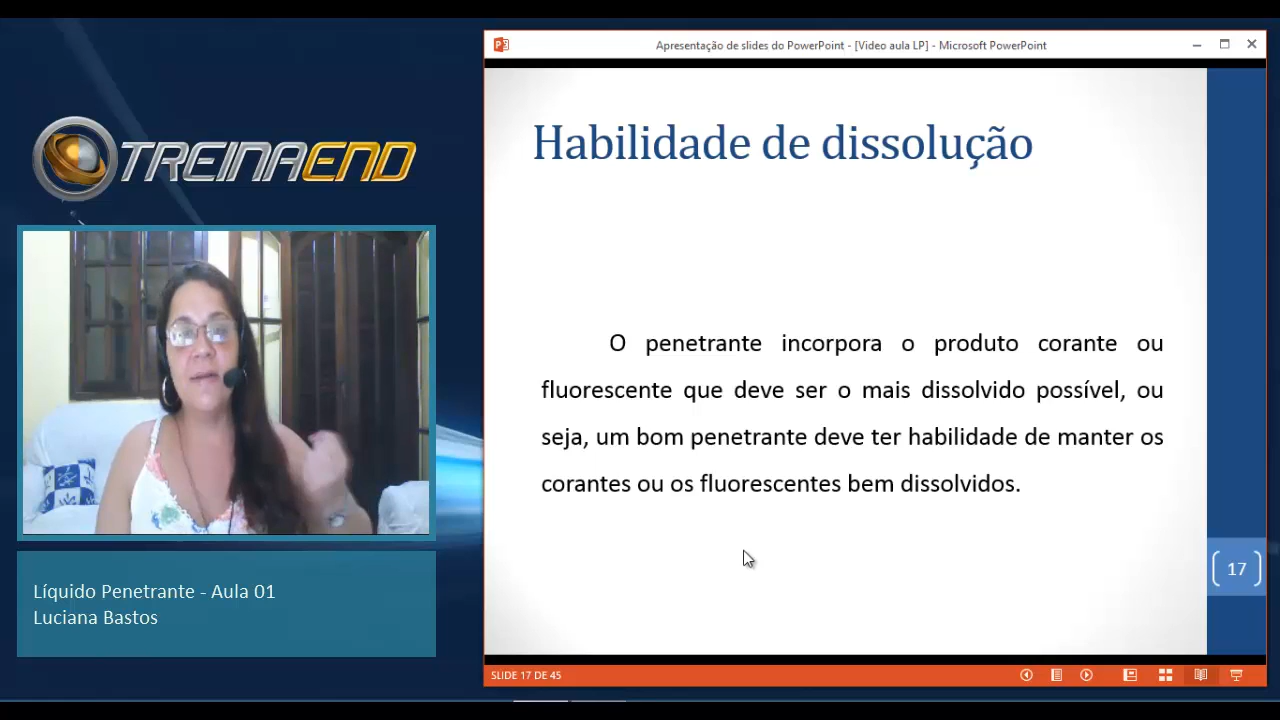 Apresentação de slides do PowerPoint - [Video aula LP] - Microsoft PowerPoint
TREINAEND
Habilidade de dissolução
O penetrante incorpora o produto corante ou
fluorescente que deve ser o mais dissolvido possível, ou
seja, um bom penetrante deve ter habilidade de manter os
corantes ou os fluorescentes bem dissolvidos.
17
Líquido Penetrante - Aula 01
Luciana Bastos
SLIDE 17 DE 45